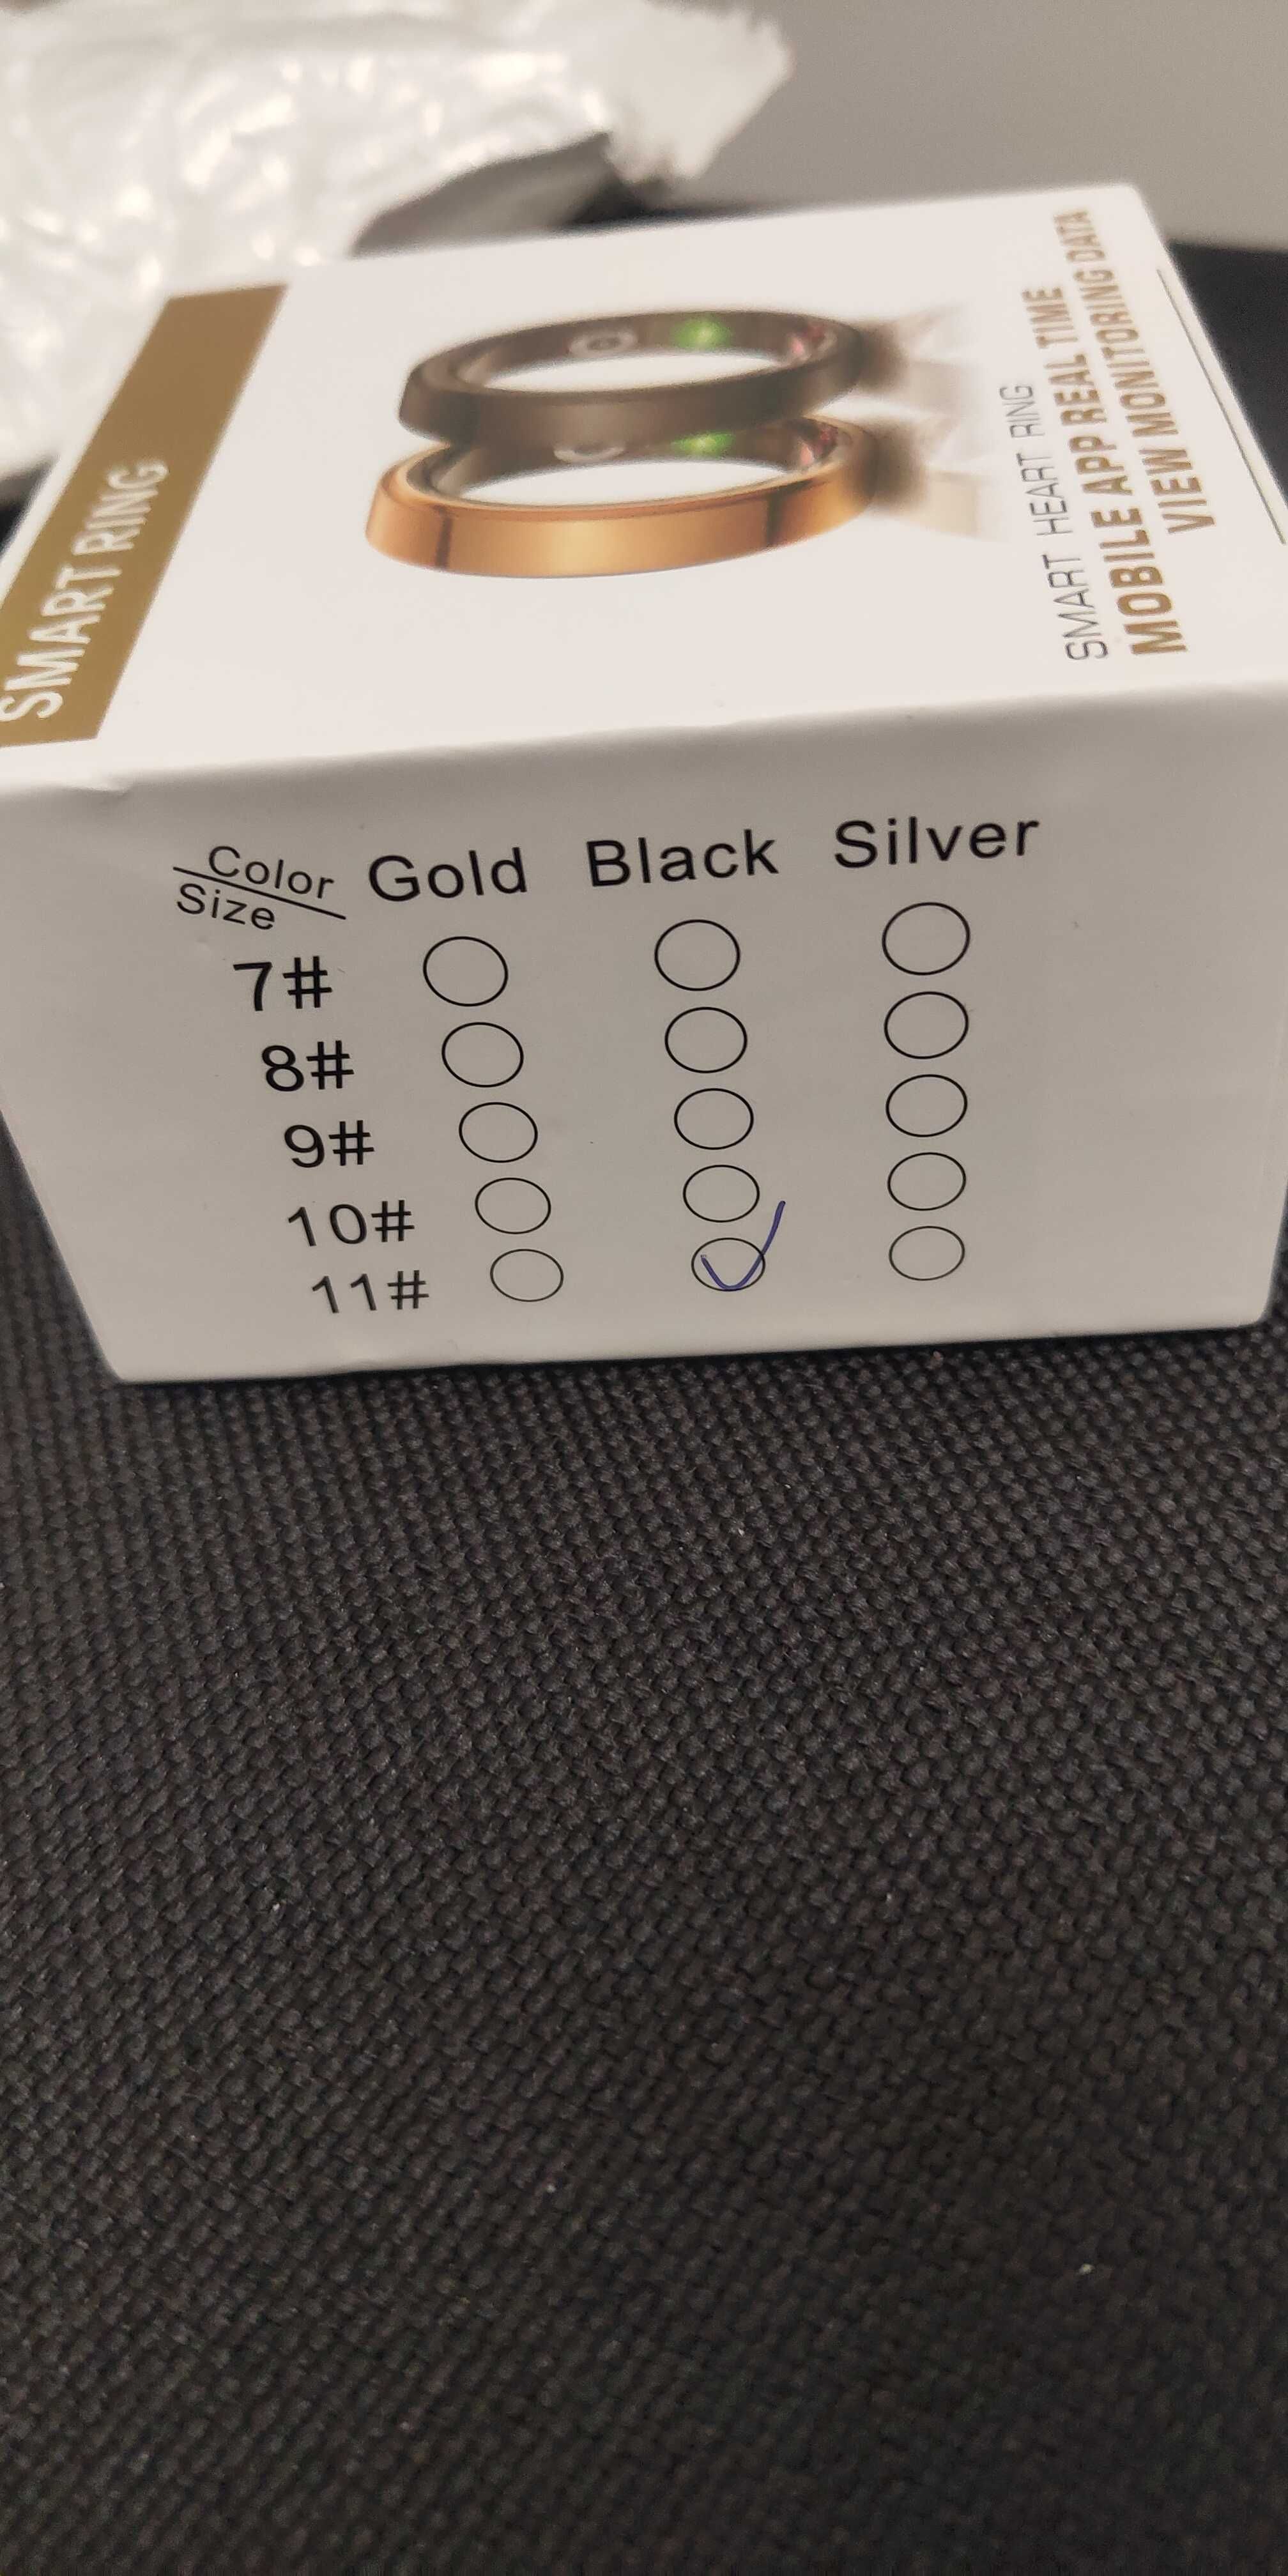 SMART RING
SMART HEART RING
MOBILE APP REAL TIME
VIEW MONITORING DATA
Color Gold Black Silver
Size
7#
8#
9#
10#
11#